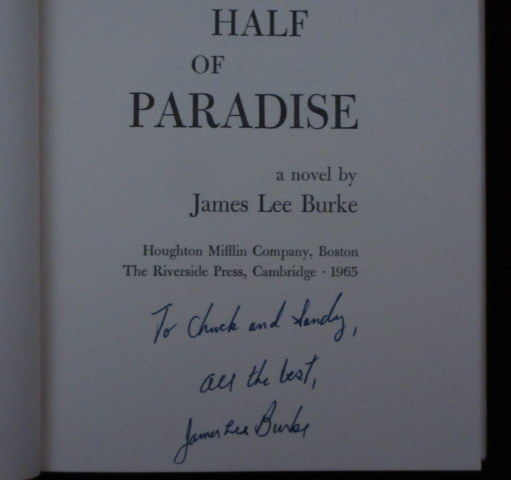 HALF
OF
PARADISE
a novel by
James Lee Burke
Houghton Mifflin Company, Boston
The Riverside Press, Cambridge · 1965
To Chuck and Sandy,
all the best,
James Lee Burke